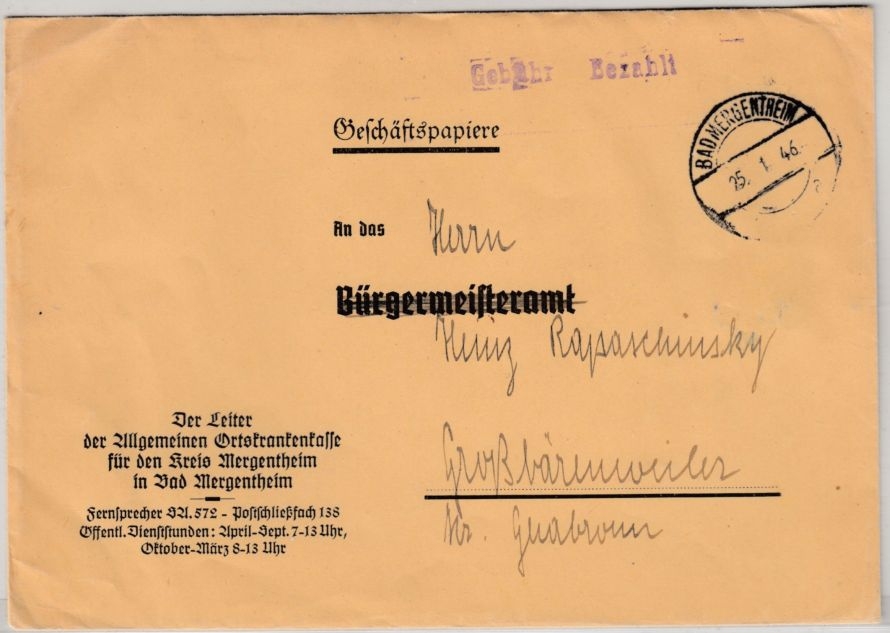 Gebühr Bezahlt
Geschäftspapiere
BAD MERGENTHEIM
25. 1. 46.
a
An das
Herrn
Bürgermeisteramt
Heinz Rapaschinsky
Großbärenweiler
Kr.
Der Leiter
der Allgemeinen Ortskrankenkasse
für den Kreis Mergentheim
in Bad Mergentheim
Fernsprecher SA. 572 - Postschließfach 138
Öffentl. Dienststunden: April-Sept. 7-13 Uhr,
Oktober-März 8-13 Uhr